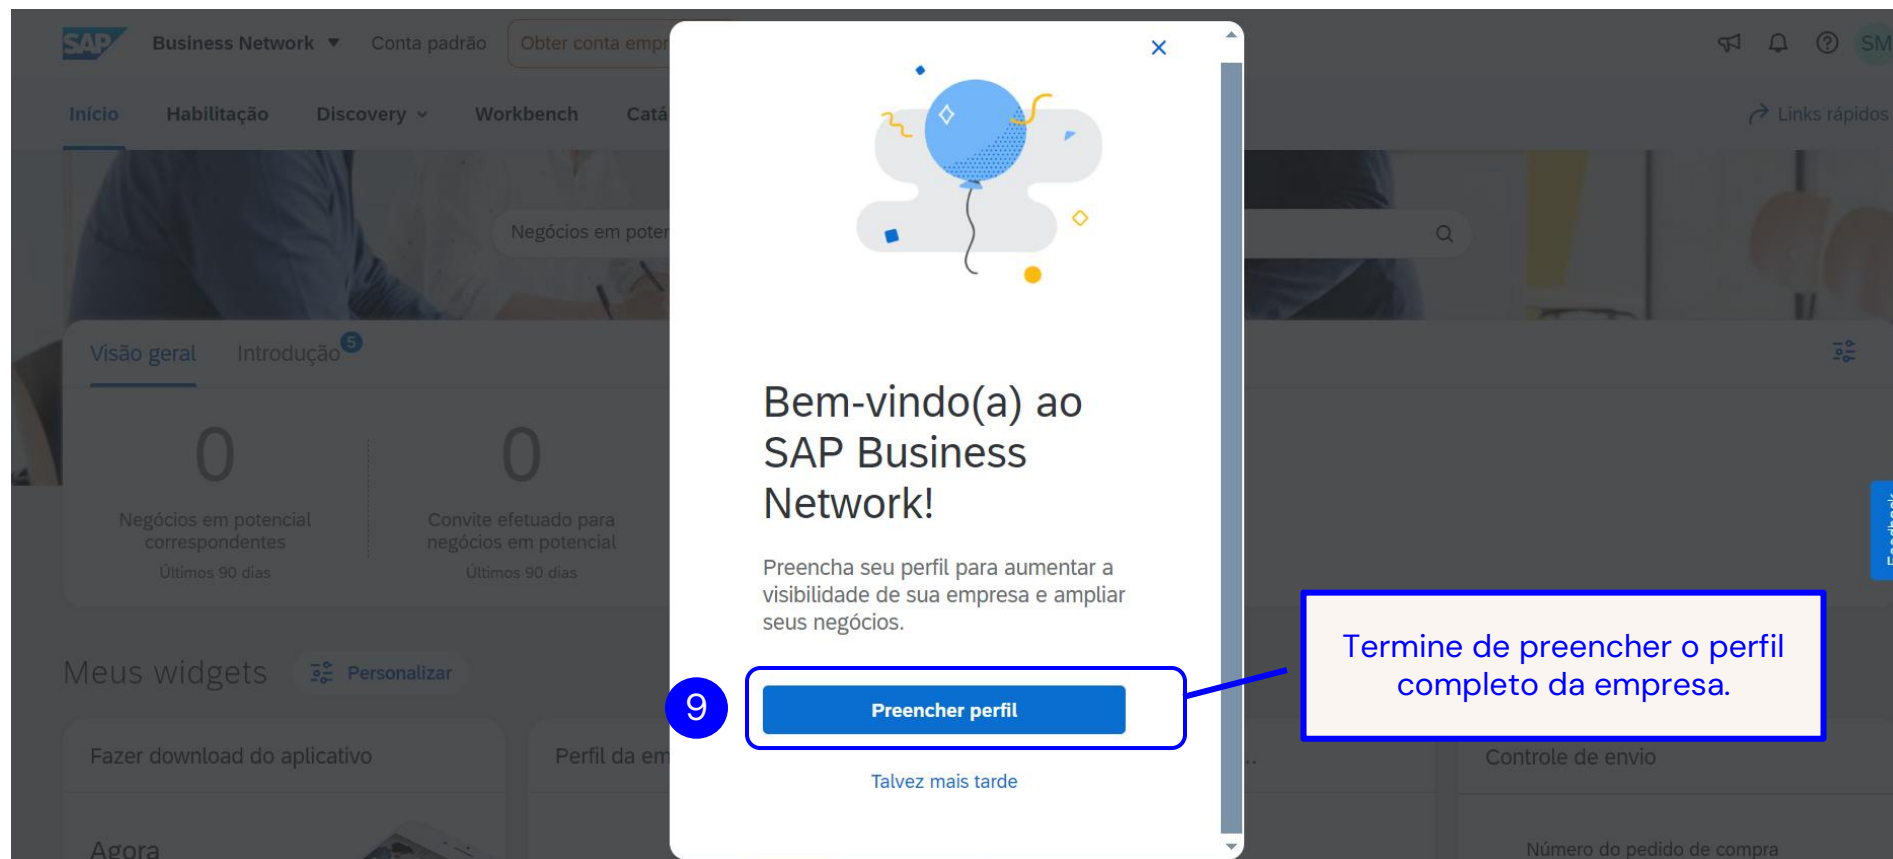 SAP
Business Network
Conta padrão
Obter conta empr
SM
Início
Habilitação
Discovery
Workbench
Catá
Links rápidos
Negócios em poter
Visão geral
Introdução
5
0
Negócios em potencial
correspondentes
Últimos 90 dias
0
Convite efetuado para
negócios em potencial
Últimos 90 dias
Meus widgets
Personalizar
Fazer download do aplicativo
Perfil da em
Controle de envio
Agora
Número do pedido de compra
Feedback
Bem-vindo(a) ao
SAP Business
Network!
Preencha seu perfil para aumentar a
visibilidade de sua empresa e ampliar
seus negócios.
9
Preencher perfil
Talvez mais tarde
Termine de preencher o perfil
completo da empresa.